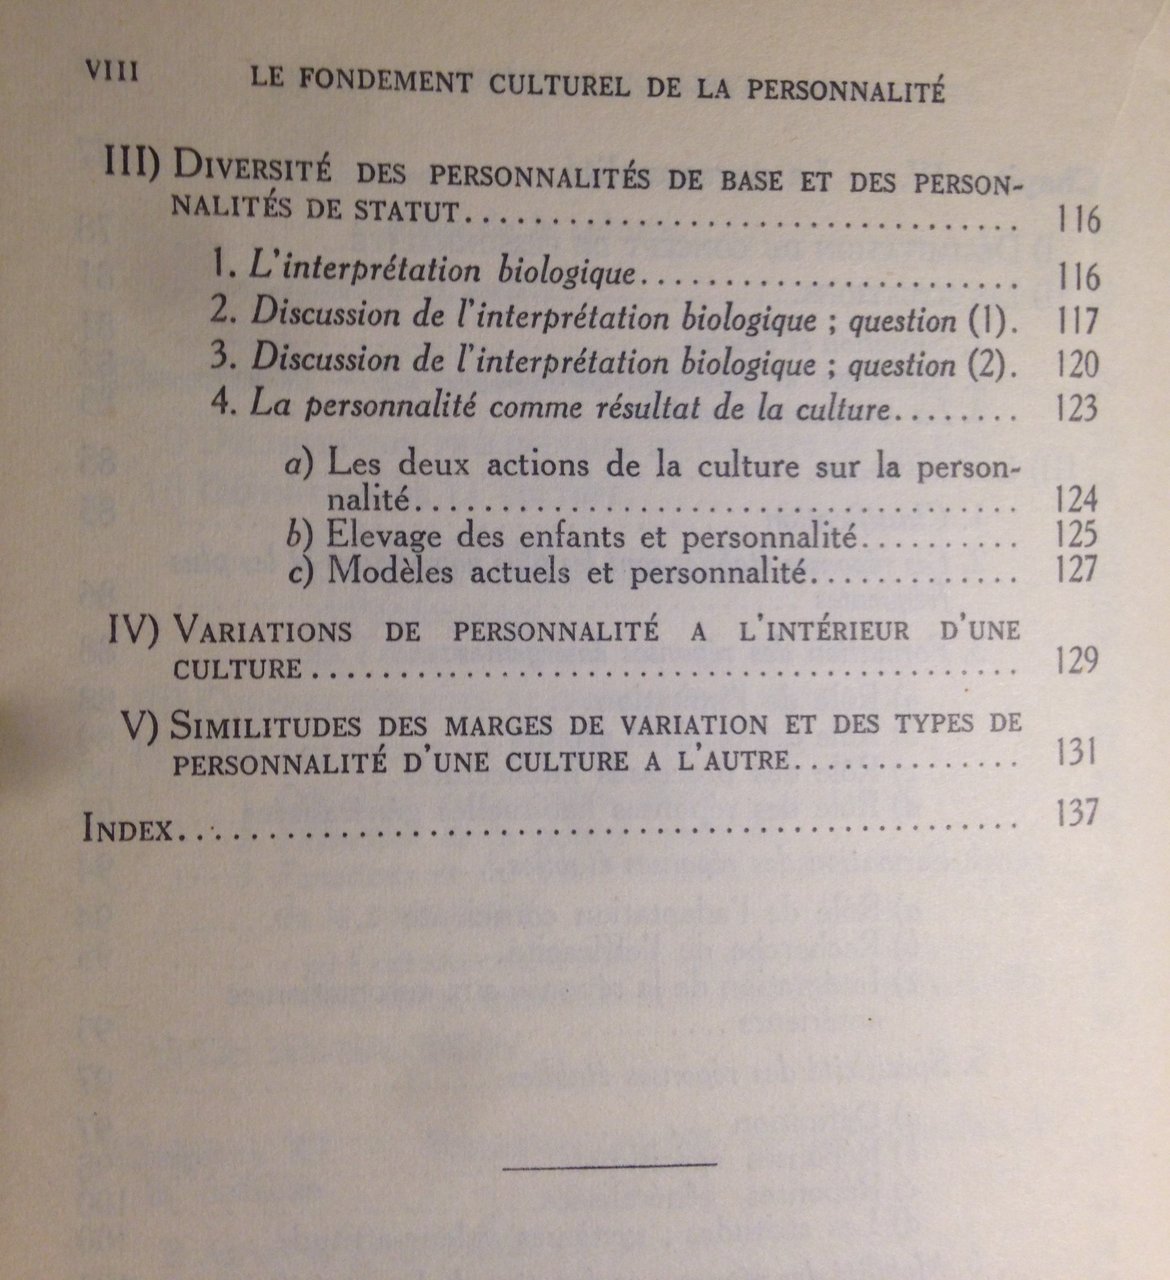 VIII LE FONDEMENT CULTUREL DE LA PERSONNALITÉ
III) DIVERSITÉ DES PERSONNALITÉS DE BASE ET DES PERSON-
NALITÉS DE STATUT................................ 116
1. L'interprétation biologique........................ 116
2. Discussion de l'interprétation biologique ; question (1). 117
3. Discussion de l'interprétation biologique ; question (2). 120
4. La personnalité comme résultat de la culture........ 123
a) Les deux actions de la culture sur la person-
nalité.................................... 124
b) Elevage des enfants et personnalité........... 125
c) Modèles actuels et personnalité............. 127
IV) VARIATIONS DE PERSONNALITÉ A L'INTÉRIEUR D'UNE
CULTURE...................................... 129
V) SIMILITUDES DES MARGES DE VARIATION ET DES TYPES DE
PERSONNALITÉ D'UNE CULTURE A L'AUTRE.............. 131
INDEX................................................ 137